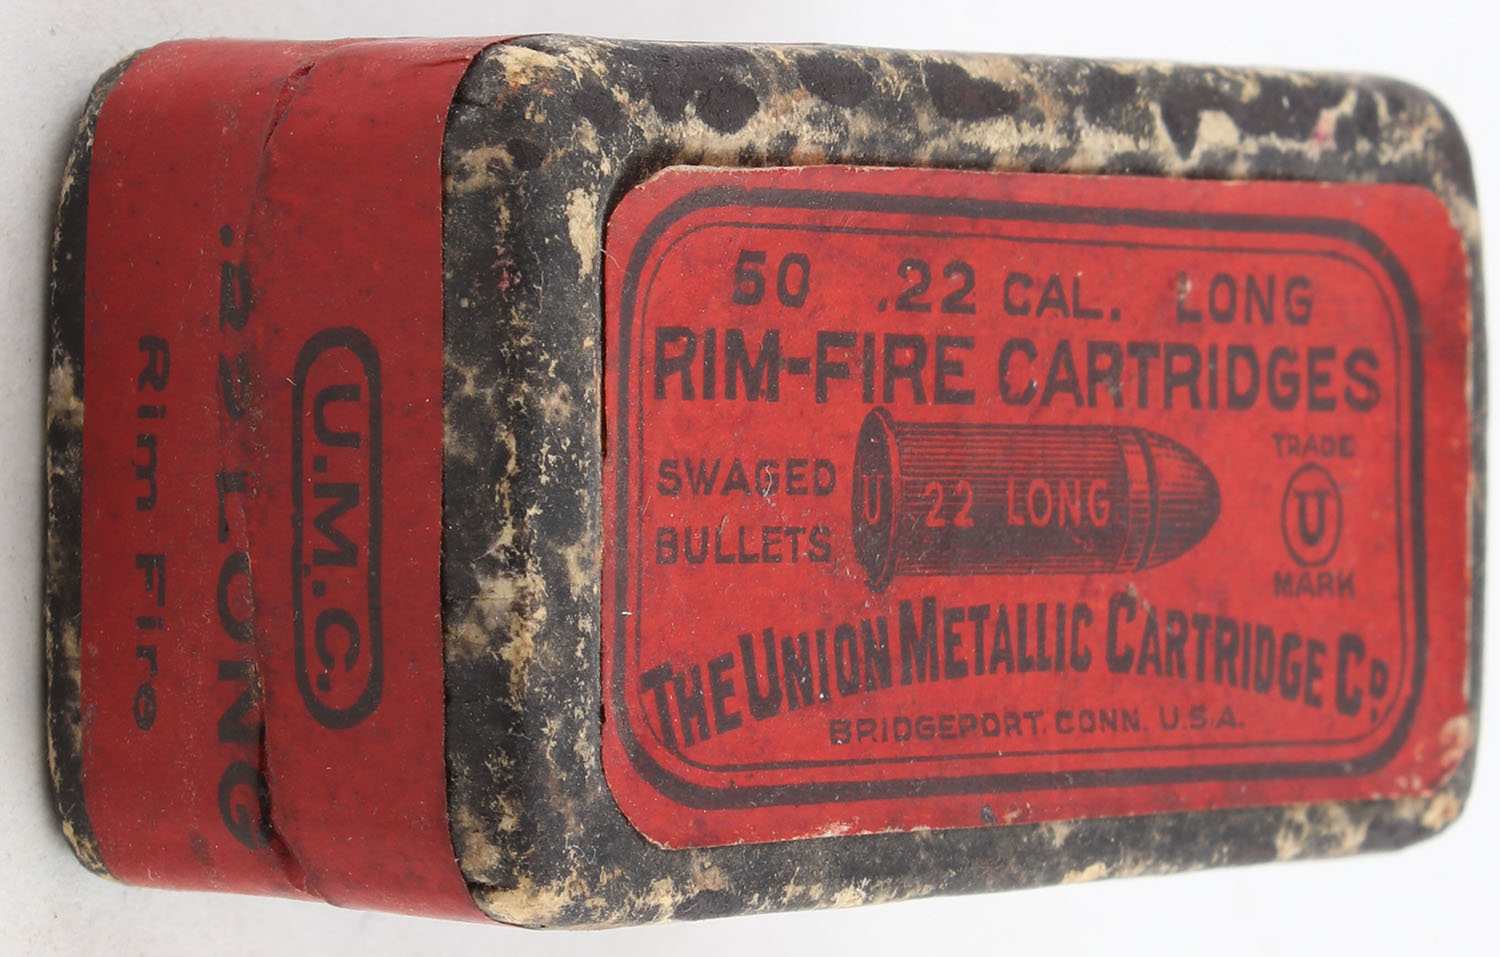 50 .22 CAL. LONG
RIM-FIRE CARTRIDGES
SWAGED
BULLETS
U 22 LONG
TRADE
U
MARK
THE UNION METALLIC CARTRIDGE CO.
BRIDGEPORT. CONN. U.S.A.
U.M.C.
.22 LONG
Rim Fire